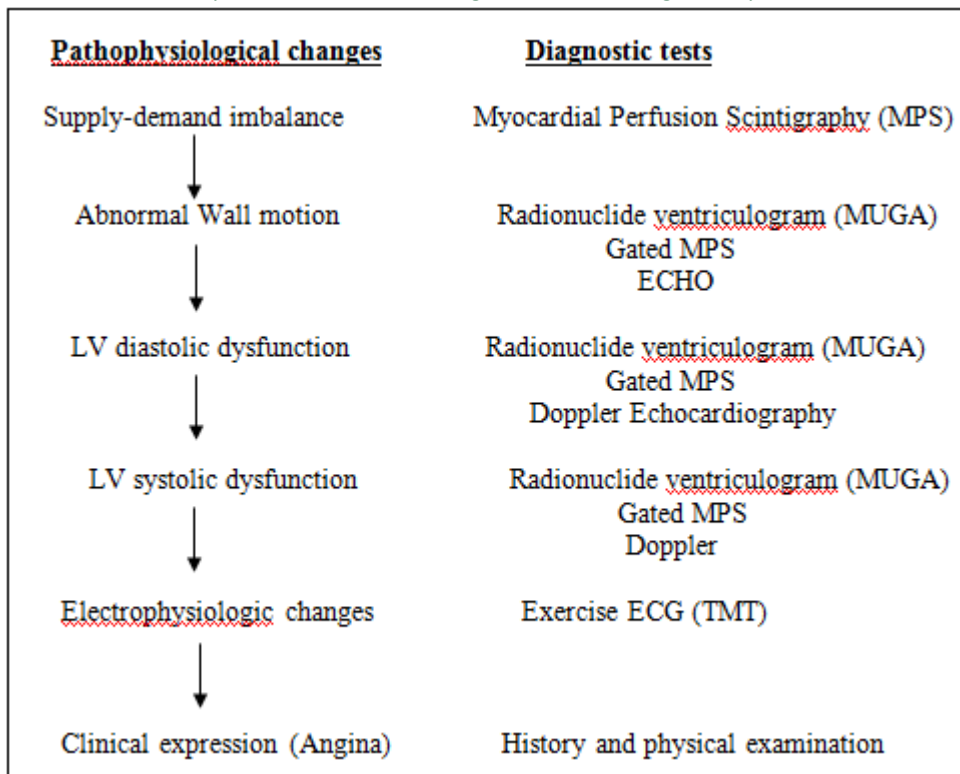 Pathophysiological changes Diagnostic tests
Supply-demand imbalance Myocardial Perfusion Scintigraphy (MPS)
Abnormal Wall motion Radionuclide ventriculogram (MUGA)
Gated MPS
ECHO
LV diastolic dysfunction Radionuclide ventriculogram (MUGA)
Gated MPS
Doppler Echocardiography
LV systolic dysfunction Radionuclide ventriculogram (MUGA)
Gated MPS
Doppler
Electrophysiologic changes Exercise ECG (TMT)
Clinical expression (Angina) History and physical examination